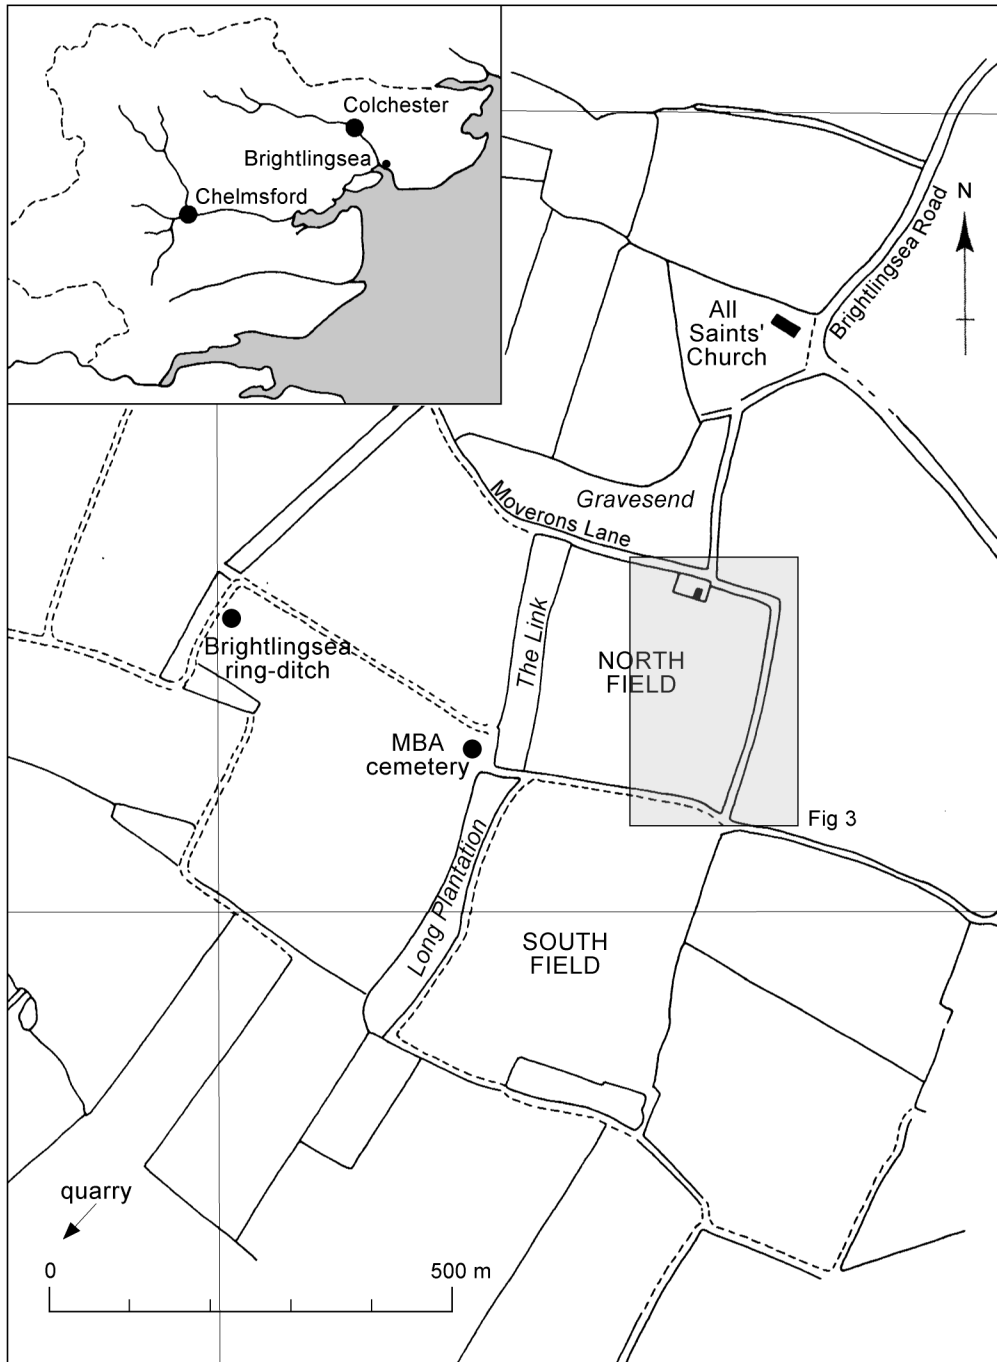 Colchester
Brightlingsea
Chelmsford
N
Brightlingsea Road
All
Saints'
Church
Gravesend
Moverons Lane
The Link
NORTH
FIELD
Brightlingsea
ring-ditch
MBA
cemetery
Fig 3
Long Plantation
SOUTH
FIELD
quarry
0
500 m